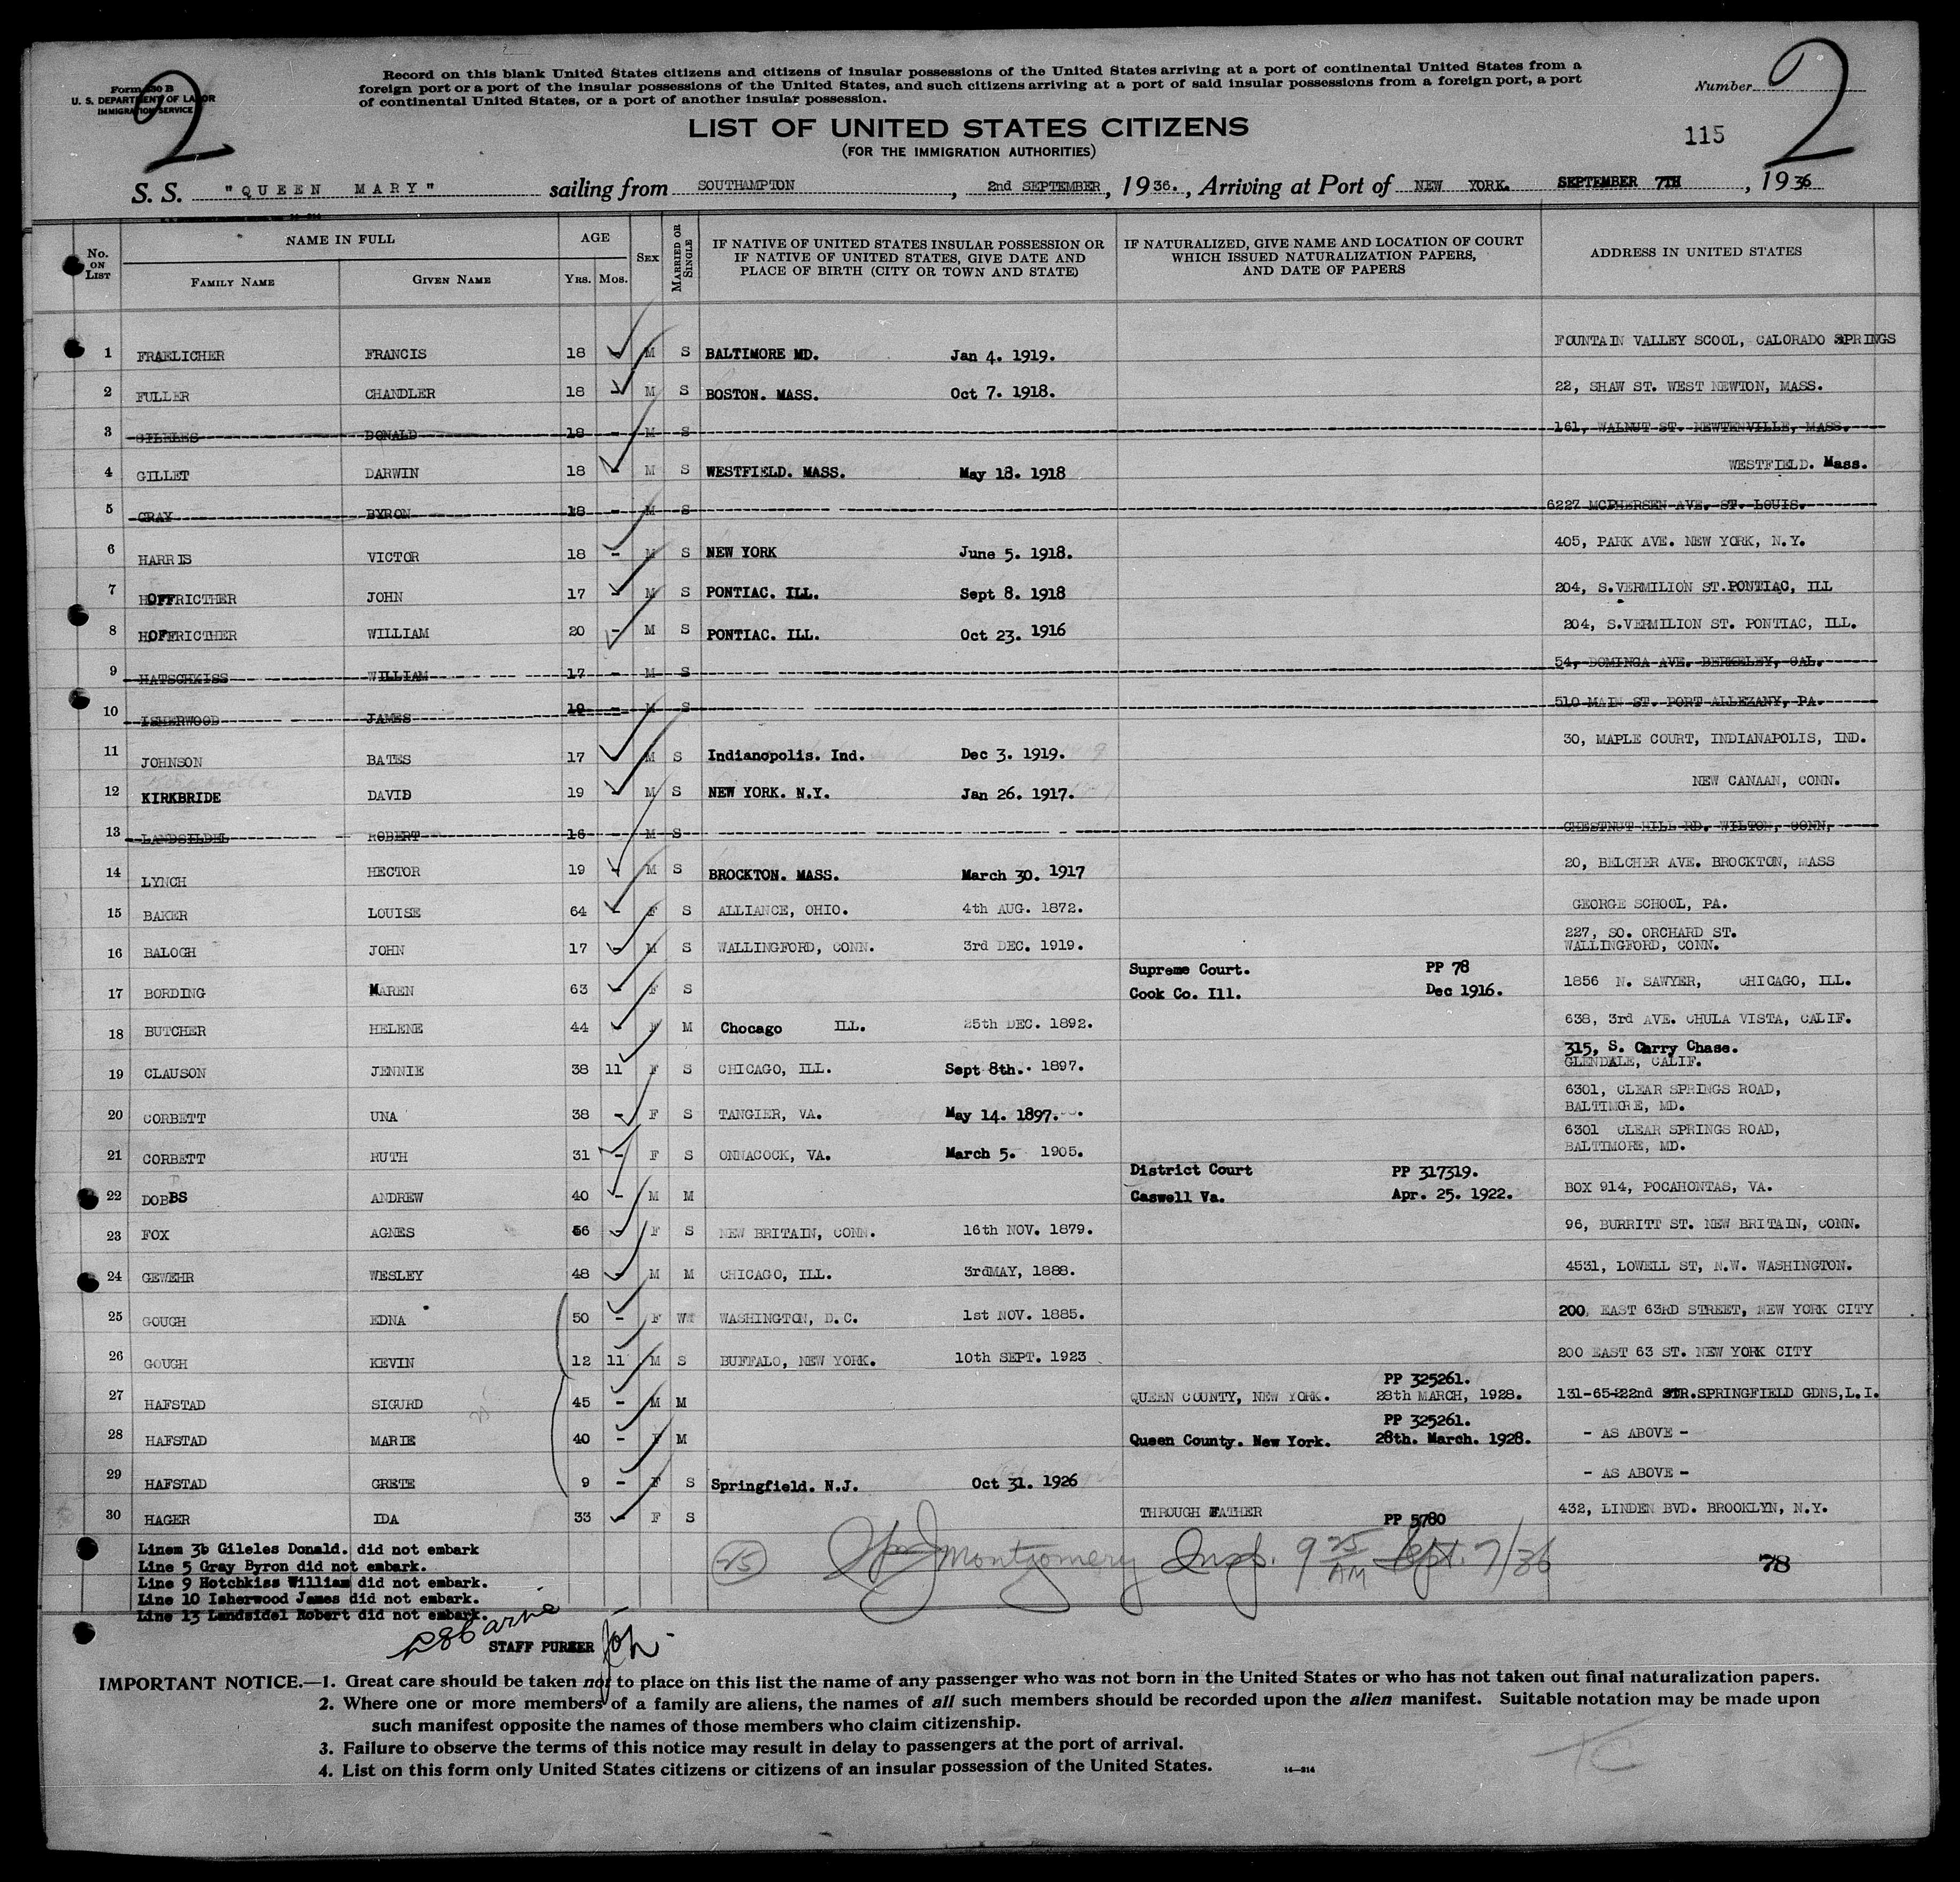 2
Form 630 B
U. S. DEPARTMENT OF LABOR
IMMIGRATION SERVICE
Record on this blank United States citizens and citizens of insular possessions of the United States arriving at a port of continental United States from a
foreign port or a port of the insular possessions of the United States, and such citizens arriving at a port of said insular possessions from a foreign port, a port
of continental United States, or a port of another insular possession.
Number 2
LIST OF UNITED STATES CITIZENS
(FOR THE IMMIGRATION AUTHORITIES)
115
S. S. "QUEEN MARY" sailing from SOUTHAMPTON, 2nd SEPTEMBER, 1936., Arriving at Port of NEW YORK. SEPTEMBER 7TH, 1936
No. ON LIST NAME IN FULL AGE SEX MARRIED OR SINGLE IF NATIVE OF UNITED STATES INSULAR POSSESSION OR IF NATIVE OF UNITED STATES, GIVE DATE AND PLACE OF BIRTH (CITY OR TOWN AND STATE) IF NATURALIZED, GIVE NAME AND LOCATION OF COURT WHICH ISSUED NATURALIZATION PAPERS, AND DATE OF PAPERS ADDRESS IN UNITED STATES
FAMILY NAME GIVEN NAME YRS. MOS.
1 FRAELICHER FRANCIS 18 - M S BALTIMORE MD. Jan 4. 1919. FOUNTAIN VALLEY SCOOL, CALORADO SPRINGS
2 FULLER CHANDLER 18 - M S BOSTON. MASS. Oct 7. 1918. 22, SHAW ST. WEST NEWTON, MASS.
3 GILELES DONALD 18 - M S 161, WALNUT ST. NEWTENVILLE, MASS.
4 GILLET DARWIN 18 - M S WESTFIELD. MASS. May 18. 1918 WESTFIELD. Mass.
5 GRAY BYRON 18 - M S 6227 MCPHERSEN AVE. ST. LOUIS.
6 HARRIS VICTOR 18 - M S NEW YORK June 5. 1918. 405, PARK AVE. NEW YORK, N.Y.
7 HOFFRICTHER JOHN 17 - M S PONTIAC. ILL. Sept 8. 1918 204, S.VERMILION ST.PONTIAC, ILL
8 HOFFRICTHER WILLIAM 20 - M S PONTIAC. ILL. Oct 23. 1916 204, S.VERMILION ST. PONTIAC, ILL.
9 HATSCHKISS WILLIAM 17 - M S 54, DOMINGA AVE. BERKELEY, CAL.
10 ISHERWOOD JAMES 19 - M S 510 MAIN ST. PORT ALLEZANY, PA.
11 JOHNSON BATES 17 M S Indianopolis. Ind. Dec 3. 1919. 30, MAPLE COURT, INDIANAPOLIS, IND.
12 KIRKBRIDE DAVID 19 - M S NEW YORK. N.Y. Jan 26. 1917. NEW CANAAN, CONN.
13 LANDSILDEL ROBERT 16 - M S CHESTNUT HILL RD. WILTON, CONN,
14 LYNCH HECTOR 19 - M S BROCKTON. MASS. March 30. 1917 20, BELCHER AVE. BROCKTON, MASS
15 BAKER LOUISE 64 - F S ALLIANCE, OHIO. 4th AUG. 1872. GEORGE SCHOOL, PA.
16 BALOGH JOHN 17 - M S WALLINGFORD, CONN. 3rd DEC. 1919. 227, SO. ORCHARD ST.
WALLINGFORD, CONN.
Supreme Court. PP 78
17 BORDING MAREN 63 - F S Cook Co. Ill. Dec 1916. 1856 N. SAWYER, CHICAGO, ILL.
18 BUTCHER HELENE 44 - F M Chocago ILL. 25th DEC. 1892. 638, 3rd AVE. CHULA VISTA, CALIF.
315, S. Carry Chase.
19 CLAUSON JENNIE 38 11 F S CHICAGO, ILL. Sept 8th.. 1897. GLENDALE, CALIF.
20 CORBETT UNA 38 - F S TANGIER, VA. May 14. 1897. 6301, CLEAR SPRINGS ROAD,
BALTIMORE, MD.
21 CORBETT RUTH 31 - F S ONNACOCK, VA. March 5. 1905. 6301 CLEAR SPRINGS ROAD,
BALTIMORE, MD.
District Court PP 317319.
22 DOBBS ANDREW 40 - M M Caswell Va. Apr. 25. 1922. BOX 914, POCAHONTAS, VA.
23 FOX AGNES 56 - F S NEW BRITAIN, CONN. 16th NOV. 1879. 96, BURRITT ST. NEW BRITAIN, CONN.
24 GEWEHR WESLEY 48 - M M CHICAGO, ILL. 3rdMAY, 1888. 4531, LOWELL ST, N.W. WASHINGTON.
25 GOUGH EDNA 50 - F WASHINGTON, D.C. 1st NOV. 1885. 200 EAST 63RD STREET, NEW YORK CITY
26 GOUGH KEVIN 12 11 M S BUFFALO, NEW YORK. 10th SEPT. 1923 200 EAST 63 ST. NEW YORK CITY
PP 325261.
27 HAFSTAD SIGURD 45 - M M QUEEN COUNTY, NEW YORK. 28th MARCH, 1928. 131-65-222nd STR.SPRINGFIELD GDNS,L.I.
PP 325261.
28 HAFSTAD MARIE 40 - F M Queen County. New York. 28th. March. 1928. - AS ABOVE -
29 HAFSTAD GRETE 9 - F S Springfield. N.J. Oct 31. 1926 - AS ABOVE -
30 HAGER IDA 33 - F S THROUGH FATHER PP 5780 432, LINDEN BVD. BROOKLYN, N.Y.
Linem 3b Gileles Donald. did not embark
Line 5 Gray Byron did not embark.
Line 9 Hotchkiss William did not embark.
Line 10 Isherwood James did not embark.
Line 13 Landsidel Robert did not embark.
25 Montgomery Insp. 9 25 AM Sept. 7/36
78
STAFF PURSER
IMPORTANT NOTICE.—1. Great care should be taken not to place on this list the name of any passenger who was not born in the United States or who has not taken out final naturalization papers.
2. Where one or more members of a family are aliens, the names of all such members should be recorded upon the alien manifest. Suitable notation may be made upon
such manifest opposite the names of those members who claim citizenship.
3. Failure to observe the terms of this notice may result in delay to passengers at the port of arrival.
4. List on this form only United States citizens or citizens of an insular possession of the United States.
14—814